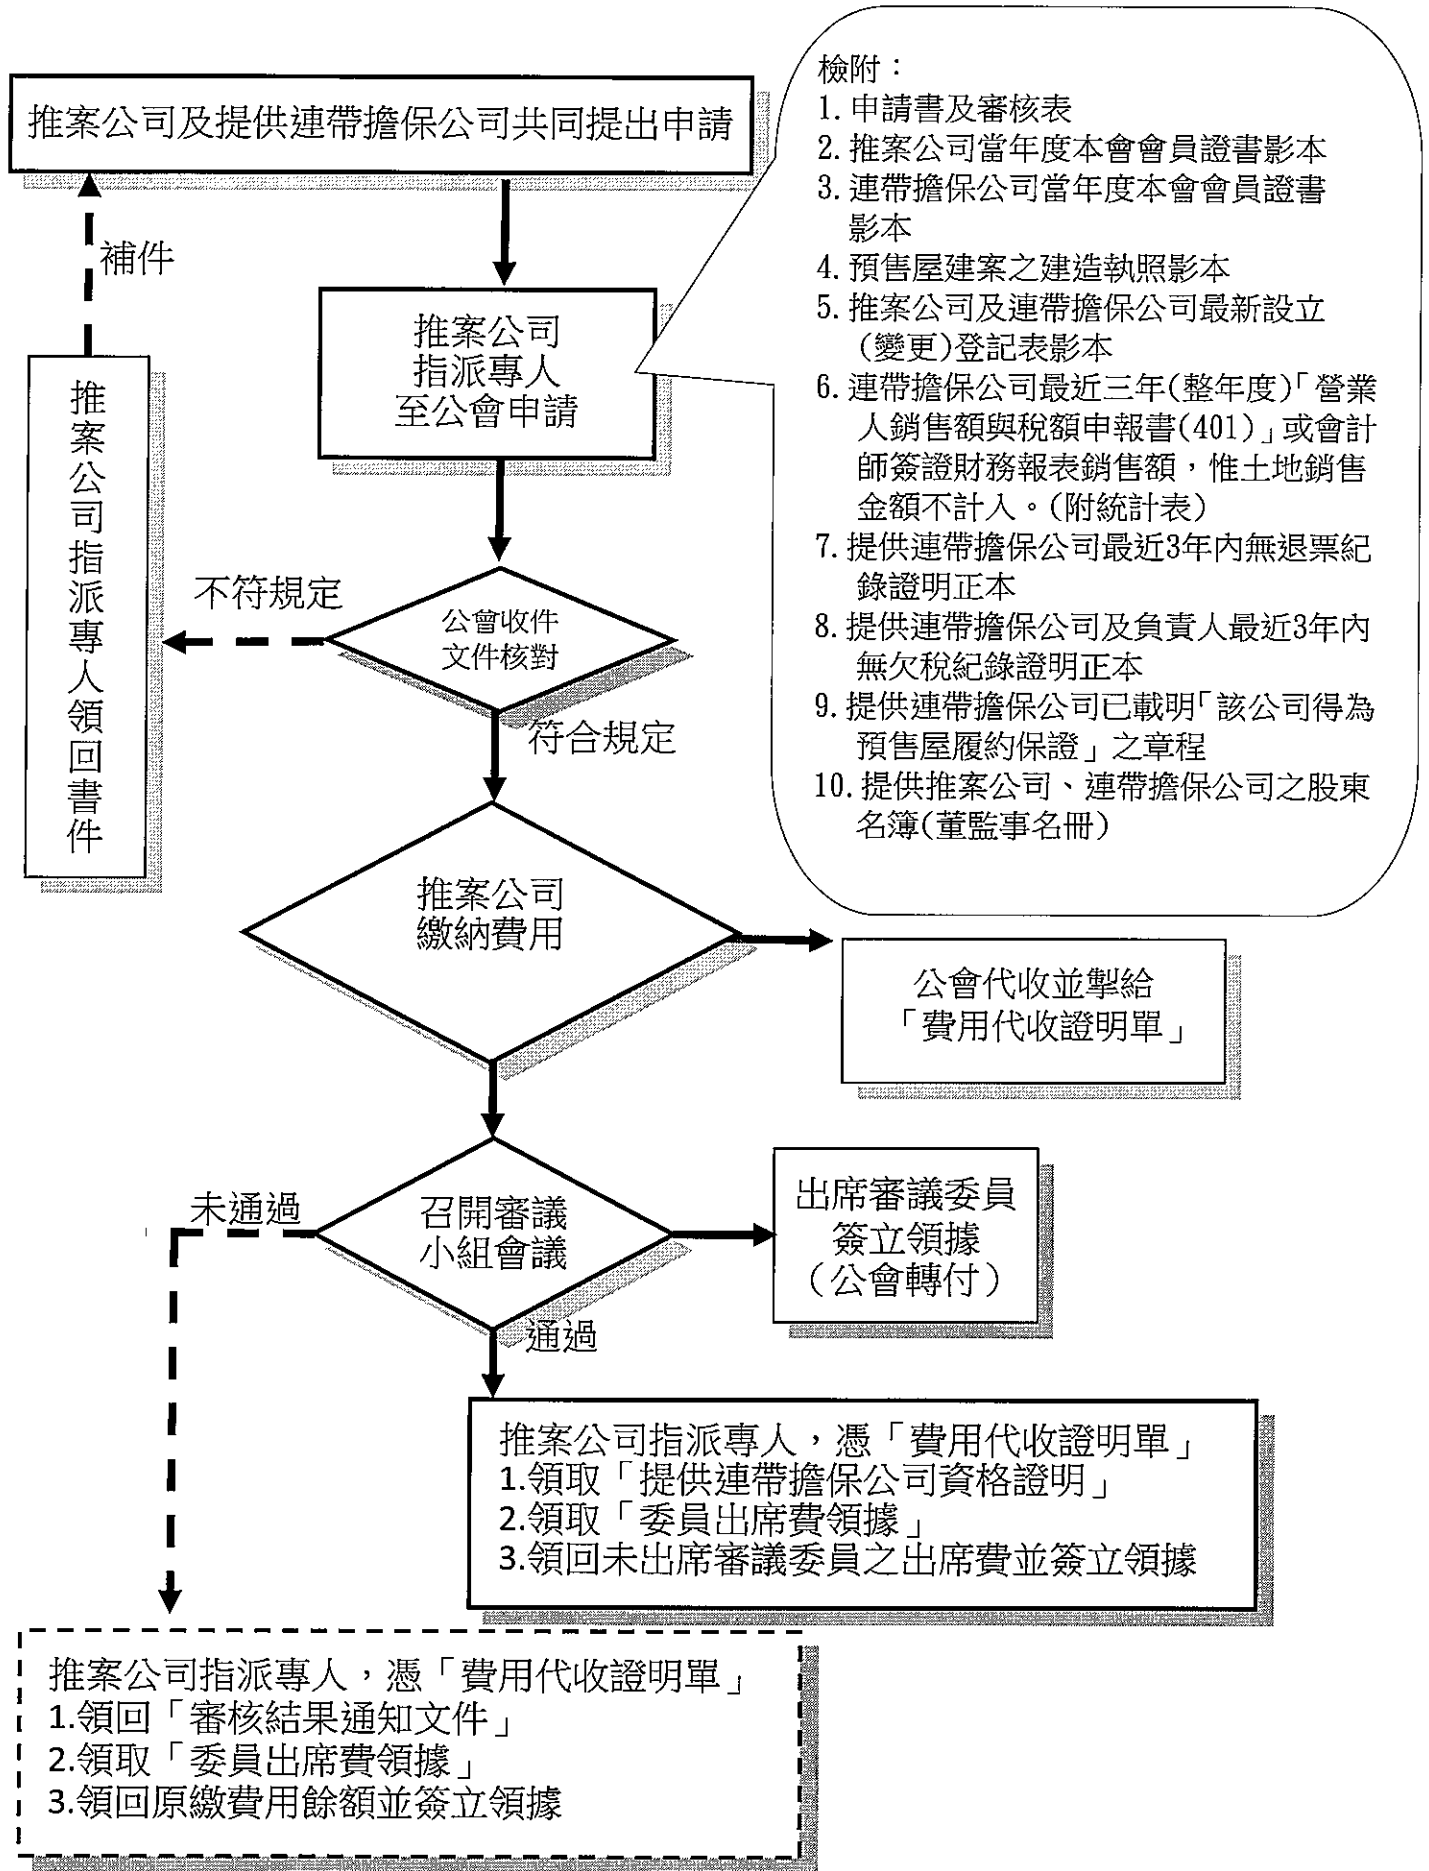 推案公司及提供連帶擔保公司共同提出申請
檢附：
1.申請書及審核表
2.推案公司當年度本會會員證書影本
3.連帶擔保公司當年度本會會員證書
影本
4.預售屋建案之建造執照影本
5.推案公司及連帶擔保公司最新設立
(變更)登記表影本
6.連帶擔保公司最近三年(整年度)「營業
人銷售額與稅額申報書(401)」或會計
師簽證財務報表銷售額，惟土地銷售
金額不計入。(附統計表)
7.提供連帶擔保公司最近3年內無退票紀
錄證明正本
8.提供連帶擔保公司及負責人最近3年內
無欠稅紀錄證明正本
9.提供連帶擔保公司已載明「該公司得為
預售屋履約保證」之章程
10.提供推案公司、連帶擔保公司之股東
名簿(董監事名冊)
補件
推案公司
指派專人
至公會申請
推案公司指派專人領回書件
不符規定
公會收件
文件核對
符合規定
推案公司
繳納費用
公會代收並掣給
「費用代收證明單」
未通過
召開審議
小組會議
出席審議委員
簽立領據
（公會轉付）
通過
推案公司指派專人，憑「費用代收證明單」
1.領取「提供連帶擔保公司資格證明」
2.領取「委員出席費領據」
3.領回未出席審議委員之出席費並簽立領據
推案公司指派專人，憑「費用代收證明單」
1.領回「審核結果通知文件」
2.領取「委員出席費領據」
3.領回原繳費用餘額並簽立領據